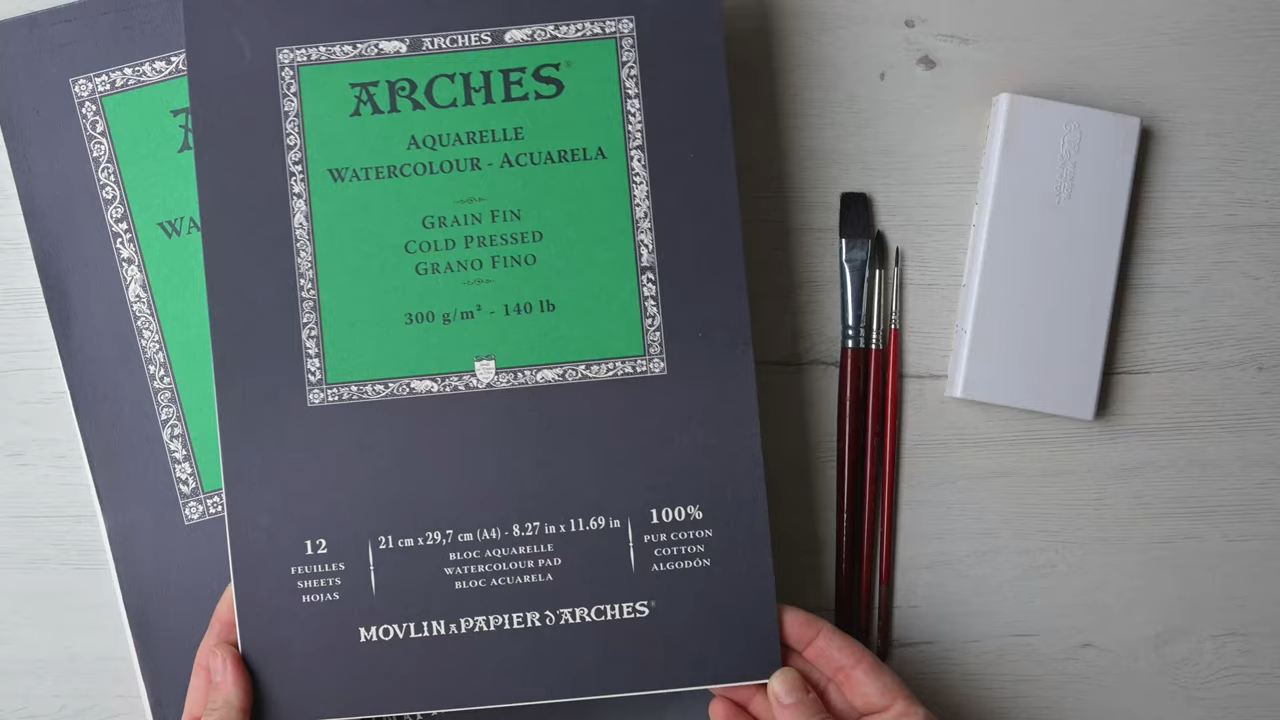 ARCHES
ARCHES®
AQUARELLE
WATERCOLOUR - ACUARELA
GRAIN FIN
COLD PRESSED
GRANO FINO
300 g/m² - 140 lb
12
FEUILLES
SHEETS
HOJAS
21 cm x 29,7 cm (A4) - 8.27 in x 11.69 in
BLOC AQUARELLE
WATERCOLOUR PAD
BLOC ACUARELA
100%
PUR COTON
COTTON
ALGODÓN
MOVLIN À PAPIER D'ARCHES®
WA